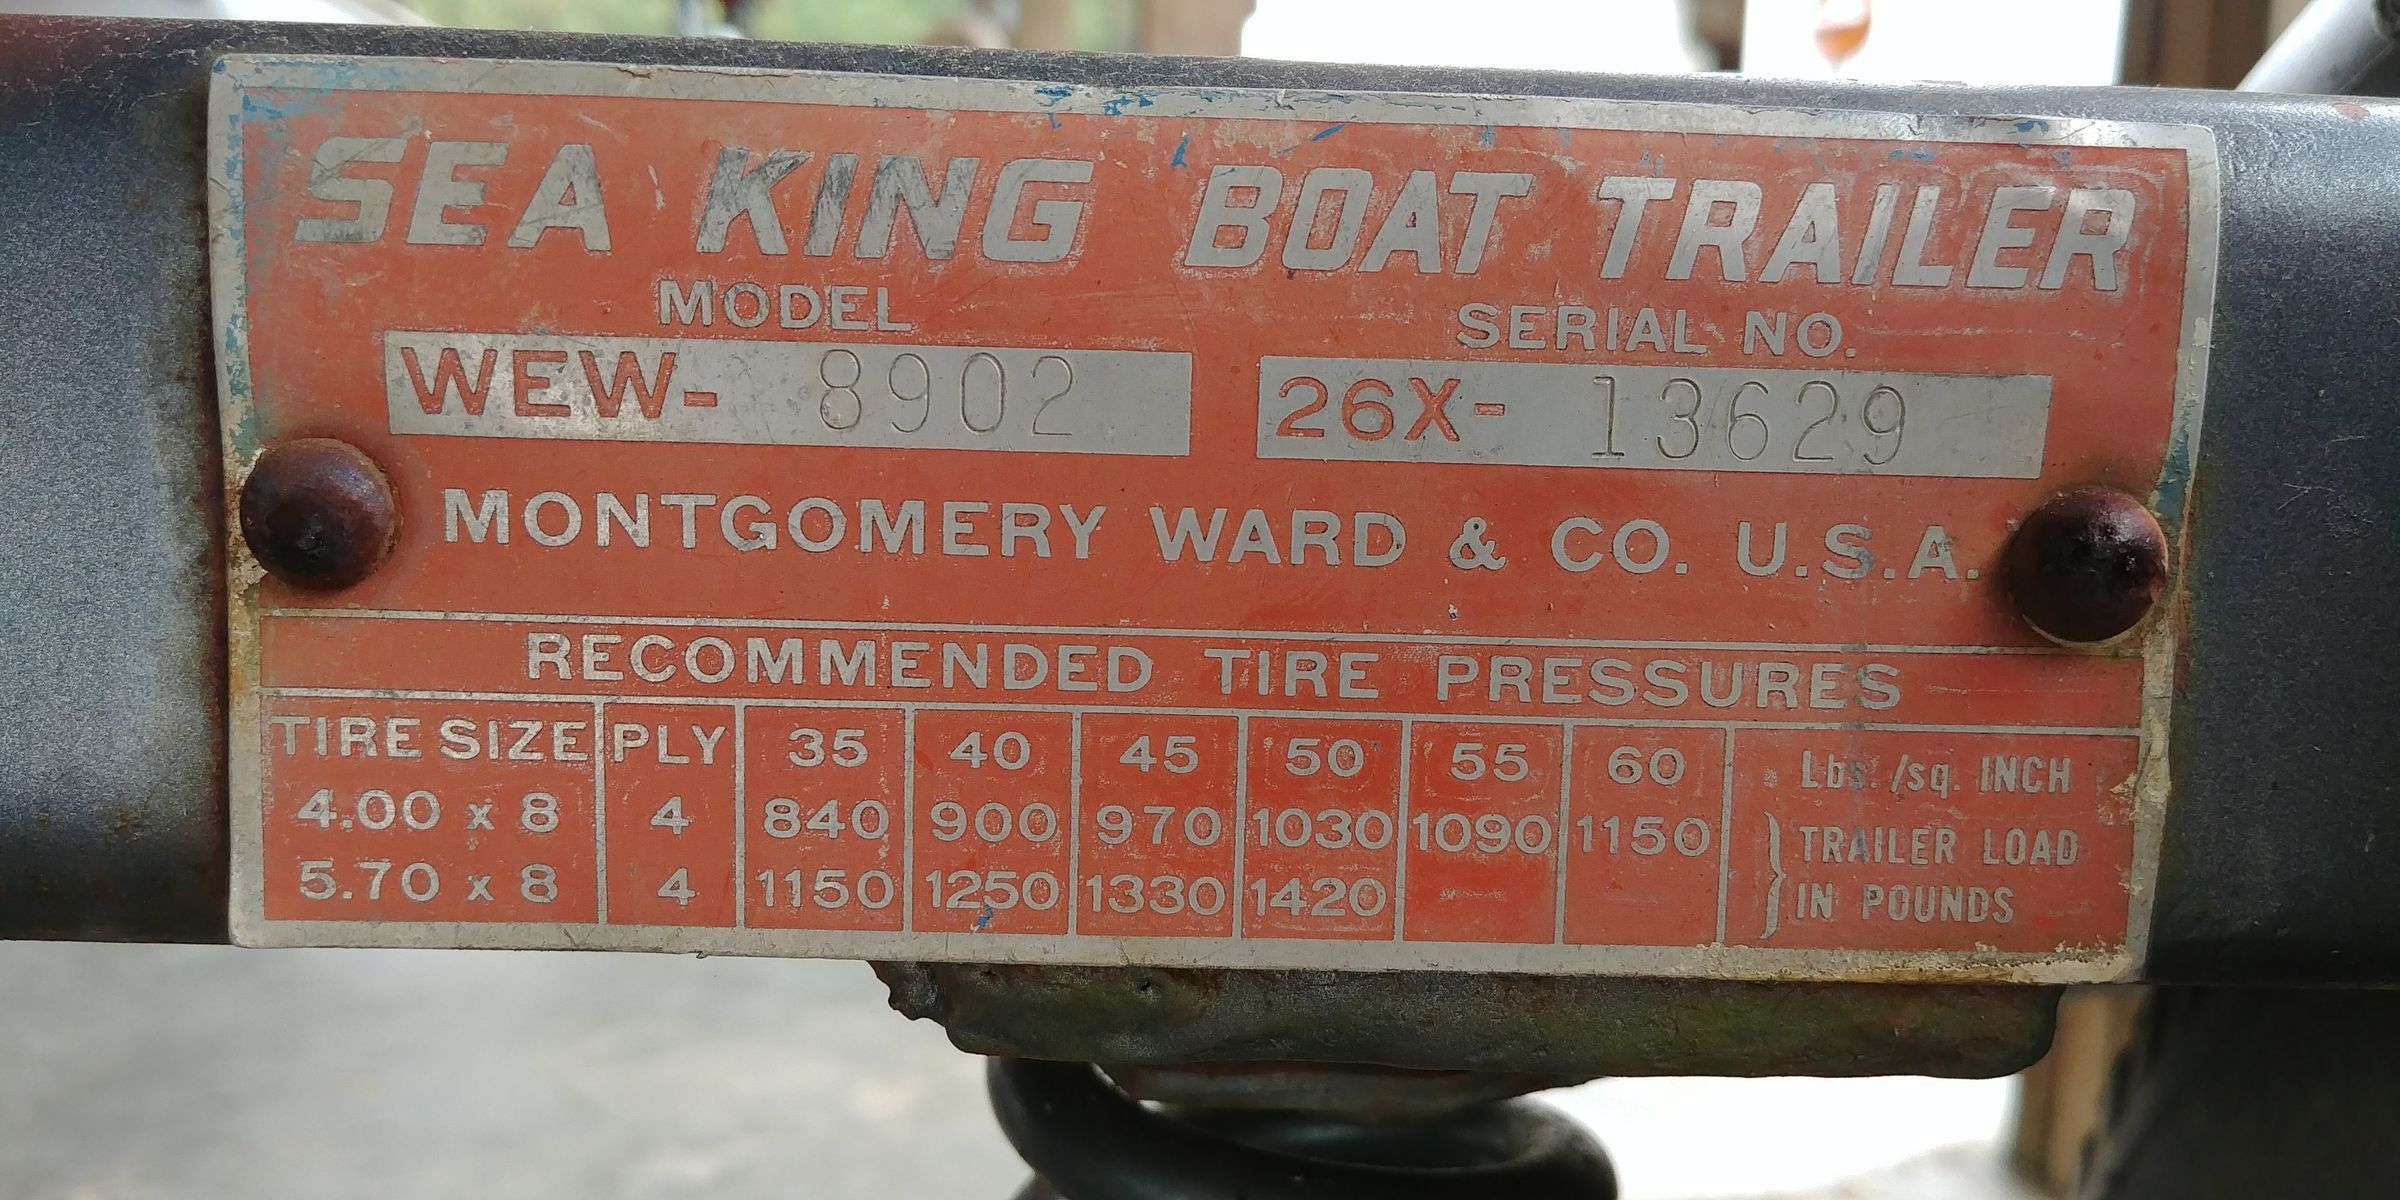 SEA KING BOAT TRAILER
MODEL SERIAL NO.
WEW- 8902 26X- 13629
MONTGOMERY WARD & CO. U.S.A.
RECOMMENDED TIRE PRESSURES
TIRE SIZE PLY 35 40 45 50 55 60 Lbs./sq. INCH
4.00 x 8 4 840 900 970 1030 1090 1150 TRAILER LOAD
5.70 x 8 4 1150 1250 1330 1420 IN POUNDS